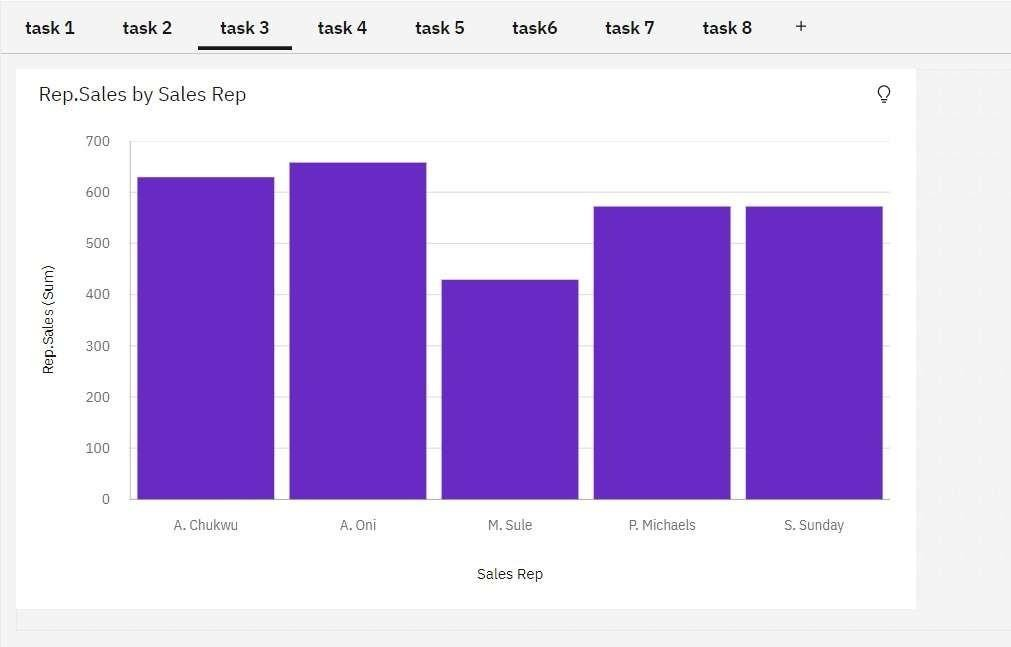 task 1 task 2 task 3 task 4 task 5 task6 task 7 task 8 +
Rep.Sales by Sales Rep
700
600
500
400
300
200
100
0
Rep.Sales (Sum)
A. Chukwu A. Oni M. Sule P. Michaels S. Sunday
Sales Rep